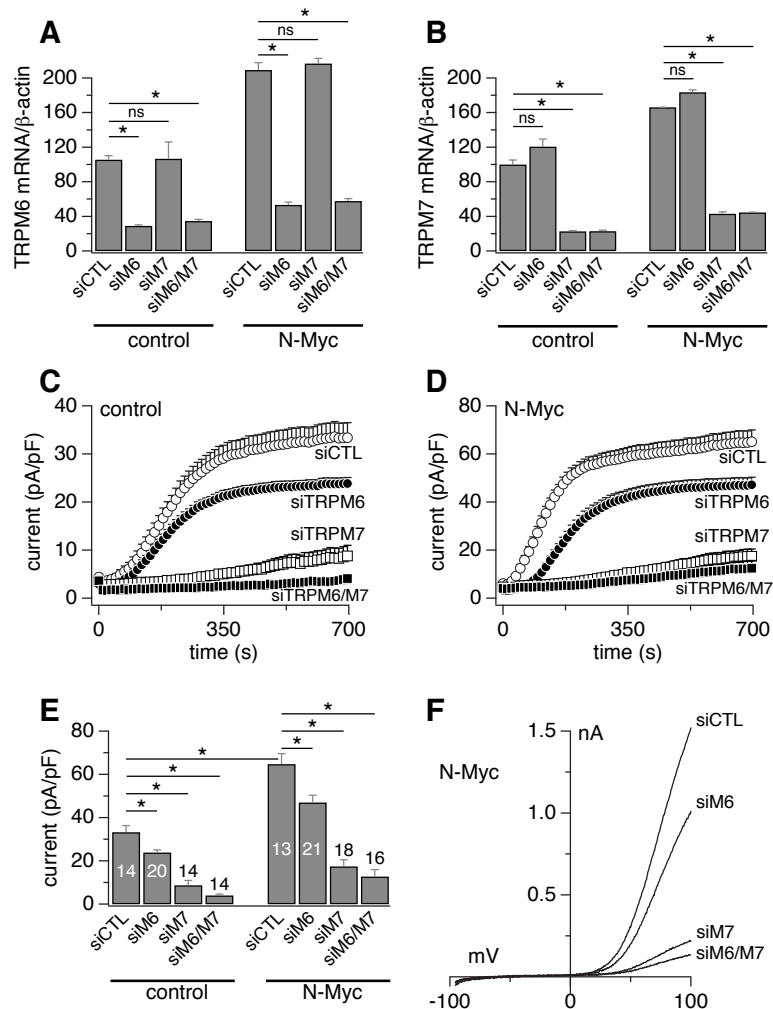 A
TRPM6 mRNA/β-actin
200
160
120
80
40
0
*
ns
*
*
ns
*
siCTL
siM6
siM7
siM6/M7
siCTL
siM6
siM7
siM6/M7
control
N-Myc
B
TRPM7 mRNA/β-actin
200
160
120
80
40
0
*
*
ns
*
*
ns
siCTL
siM6
siM7
siM6/M7
siCTL
siM6
siM7
siM6/M7
control
N-Myc
C
control
current (pA/pF)
40
30
20
10
0
siCTL
siTRPM6
siTRPM7
siTRPM6/M7
0
350
700
time (s)
D
N-Myc
current (pA/pF)
80
60
40
20
0
siCTL
siTRPM6
siTRPM7
siTRPM6/M7
0
350
700
time (s)
E
current (pA/pF)
80
60
40
20
0
*
*
*
*
*
*
*
14
20
14
14
13
21
18
16
siCTL
siM6
siM7
siM6/M7
siCTL
siM6
siM7
siM6/M7
control
N-Myc
F
N-Myc
nA
1.5
1.0
0.5
siCTL
siM6
siM7
siM6/M7
mV
-100
0
100